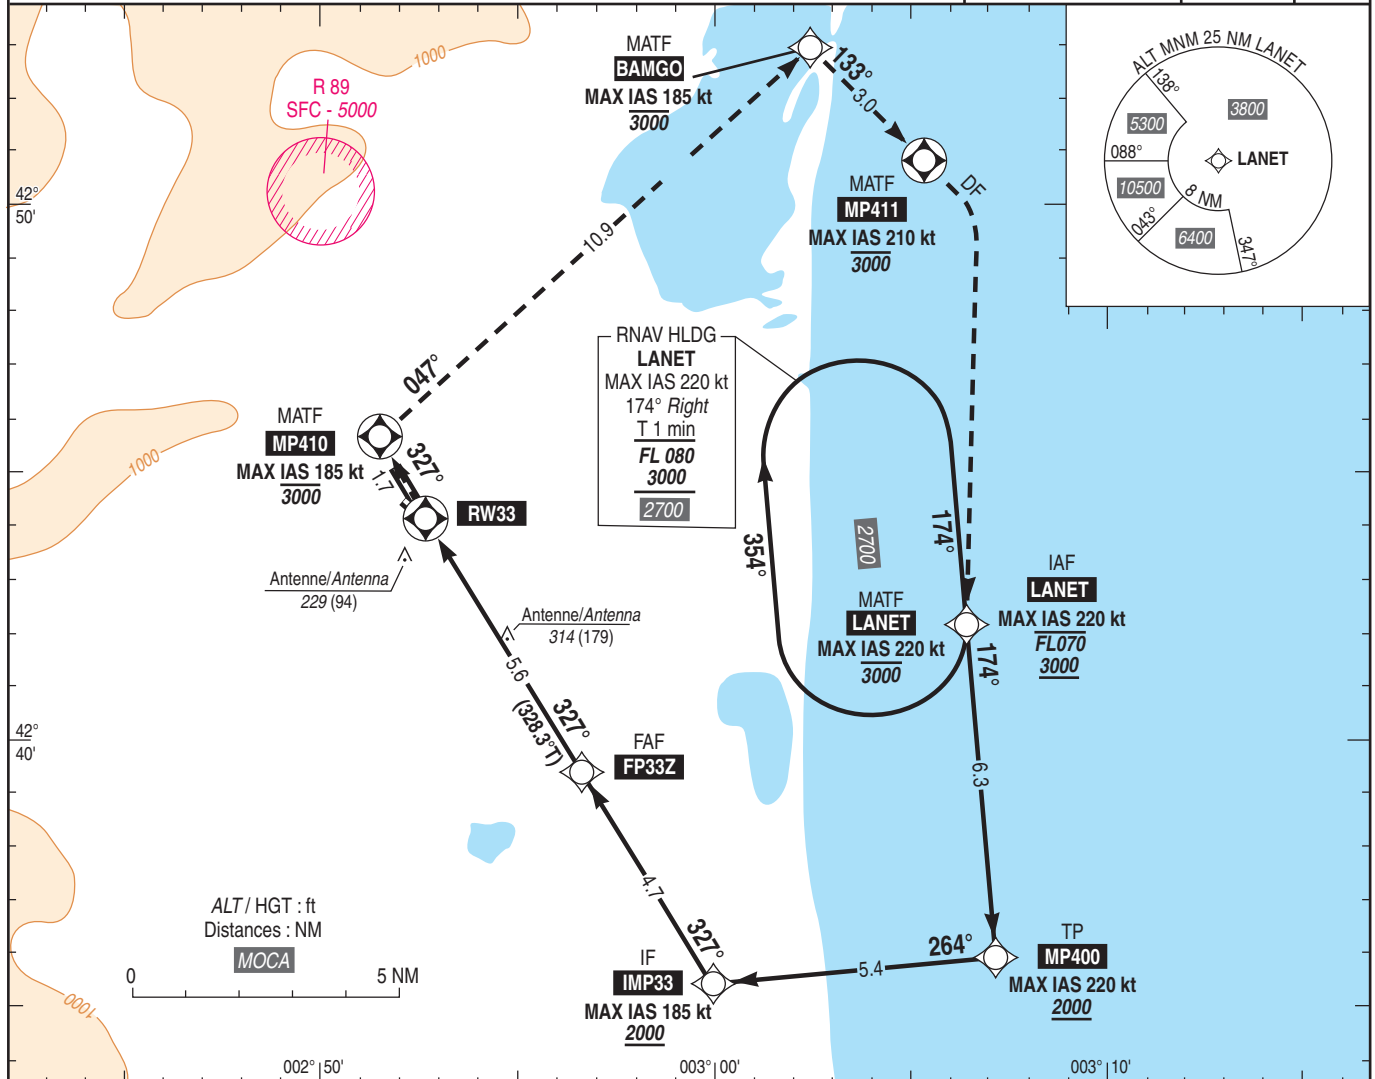 1000
R 89
SFC - 5000
MATF
BAMGO
MAX IAS 185 kt
3000
133°
3.0
ALT MNM 25 NM LANET
138°
5300
3800
088°
LANET
10500
8 NM
043°
6400
347°
42°
50'
MATF
MP411
MAX IAS 210 kt
3000
DF
10.9
047°
RNAV HLDG
LANET
MAX IAS 220 kt
174° Right
T 1 min
FL 080
3000
2700
MATF
MP410
MAX IAS 185 kt
3000
1000
327°
1.7
RW33
354°
2700
174°
Antenne/Antenna
229 (94)
Antenne/Antenna
314 (179)
IAF
LANET
MAX IAS 220 kt
FL070
3000
MATF
LANET
MAX IAS 220 kt
3000
174°
5.6
327°
(328.3°T)
42°
40'
FAF
FP33Z
6.3
4.7
327°
ALT / HGT : ft
Distances : NM
MOCA
0
5 NM
1000
IF
IMP33
MAX IAS 185 kt
2000
5.4
264°
TP
MP400
MAX IAS 220 kt
2000
002° 50'
003° 00'
003° 10'